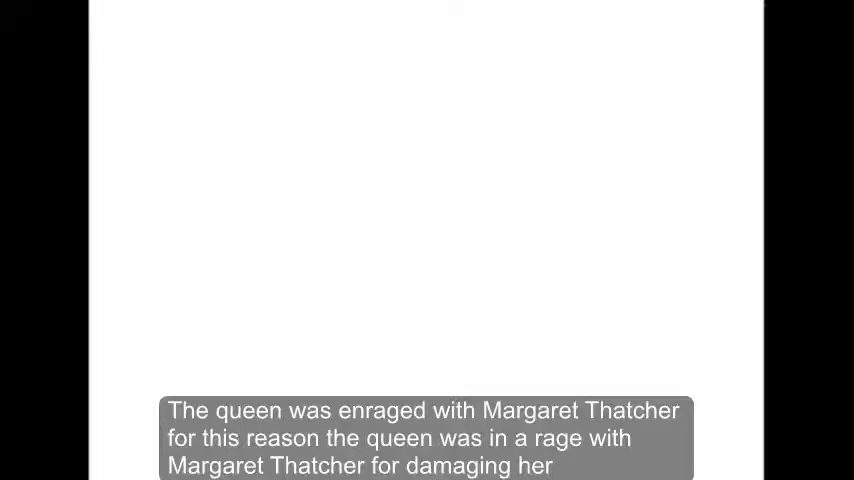 The queen was enraged with Margaret Thatcher
for this reason the queen was in a rage with
Margaret Thatcher for damaging her